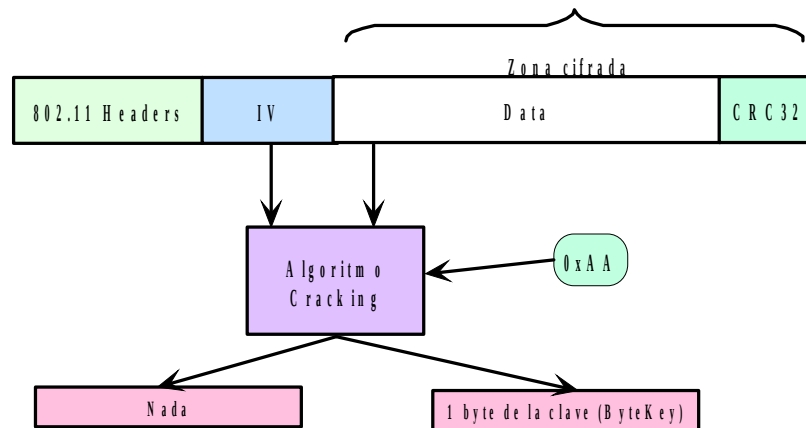 Zona cifrada
802.11 Headers
IV
Data
CRC32
Algoritmo
Cracking
0xAA
Nada
1 byte de la clave (ByteKey)